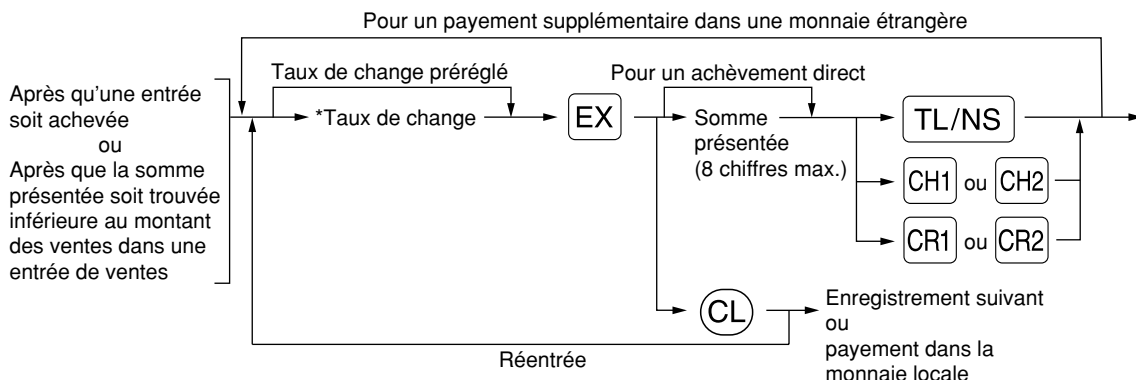 Pour un payement supplémentaire dans une monnaie étrangère
Après qu'une entrée
soit achevée
ou
Après que la somme
présentée soit trouvée
inférieure au montant
des ventes dans une
entrée de ventes
Taux de change préréglé
*Taux de change
EX
Pour un achèvement direct
Somme
présentée
(8 chiffres max.)
TL/NS
CH1 ou CH2
CR1 ou CR2
CL
Enregistrement suivant
ou
payement dans la
monnaie locale
Réentrée